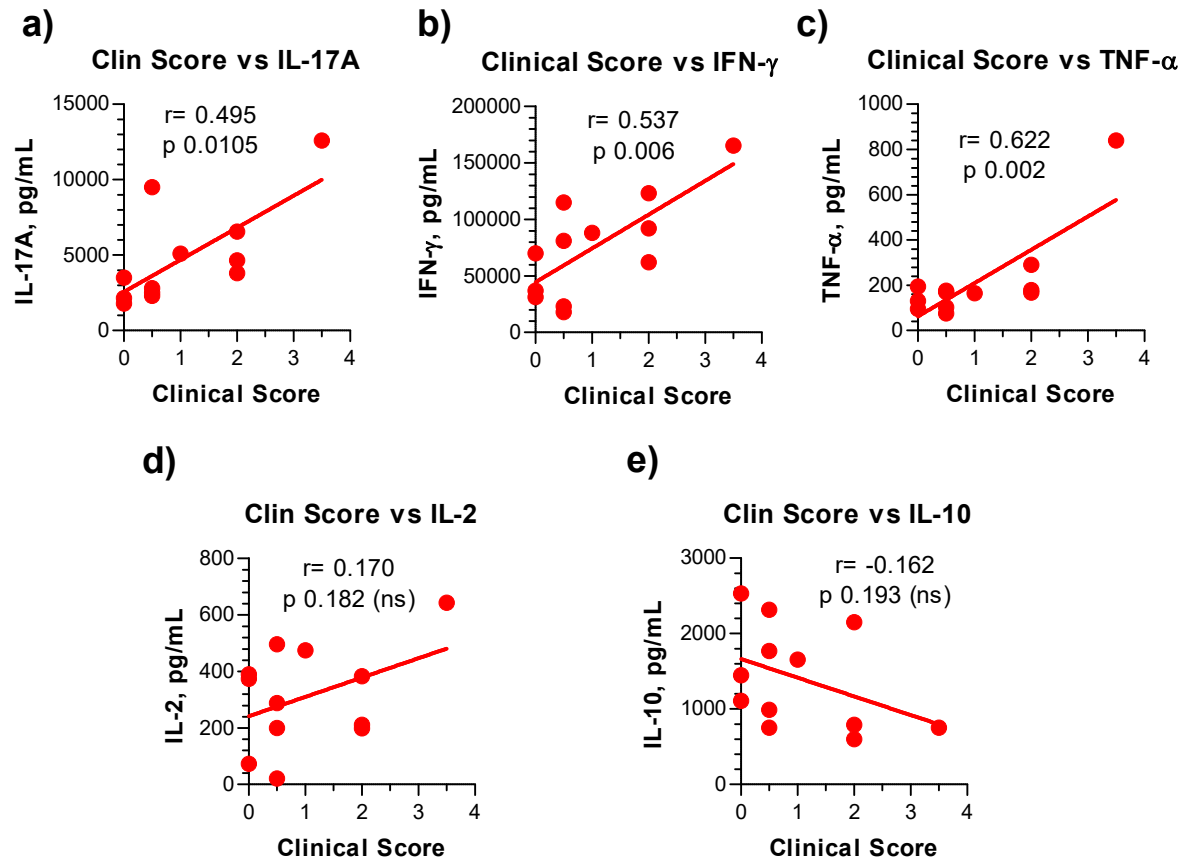 a)
Clin Score vs IL-17A
r= 0.495
p 0.0105
15000
10000
5000
0
IL-17A, pg/mL
0 1 2 3 4
Clinical Score
b)
Clinical Score vs IFN-γ
r= 0.537
p 0.006
200000
150000
100000
50000
0
IFN-γ, pg/mL
0 1 2 3 4
Clinical Score
c)
Clinical Score vs TNF-α
r= 0.622
p 0.002
1000
800
600
400
200
0
TNF-α, pg/mL
0 1 2 3 4
Clinical Score
d)
Clin Score vs IL-2
r= 0.170
p 0.182 (ns)
800
600
400
200
0
IL-2, pg/mL
0 1 2 3 4
Clinical Score
e)
Clin Score vs IL-10
r= -0.162
p 0.193 (ns)
3000
2000
1000
0
IL-10, pg/mL
0 1 2 3 4
Clinical Score